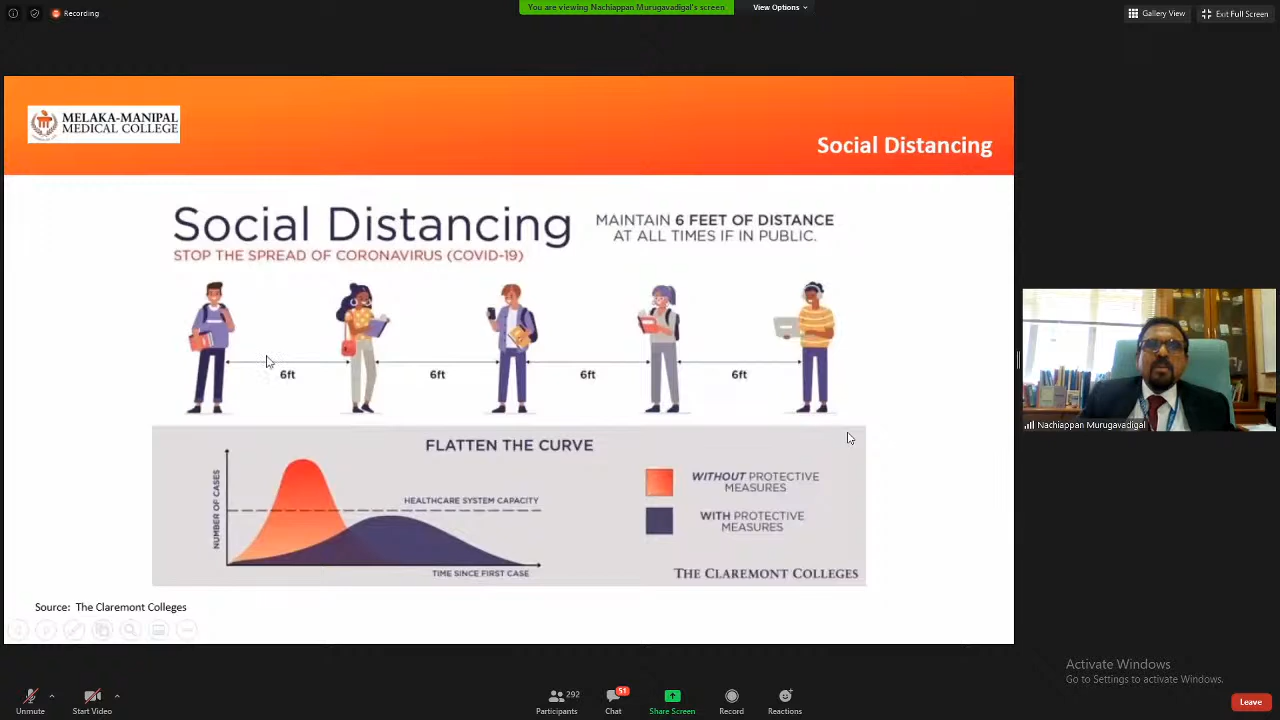 Recording
You are viewing Nachiappan Murugavadigal's screen
View Options
Gallery View
Exit Full Screen
MELAKA-MANIPAL
MEDICAL COLLEGE
Social Distancing
Social Distancing
STOP THE SPREAD OF CORONAVIRUS (COVID-19)
MAINTAIN 6 FEET OF DISTANCE
AT ALL TIMES IF IN PUBLIC.
6ft
6ft
6ft
6ft
Nachiappan Murugavadigal
FLATTEN THE CURVE
NUMBER OF CASES
HEALTHCARE SYSTEM CAPACITY
TIME SINCE FIRST CASE
WITHOUT PROTECTIVE
MEASURES
WITH PROTECTIVE
MEASURES
THE CLAREMONT COLLEGES
Source: The Claremont Colleges
Activate Windows
Go to Settings to activate Windows.
Unmute
Start Video
292
Participants
51
Chat
Share Screen
Record
Reactions
Leave